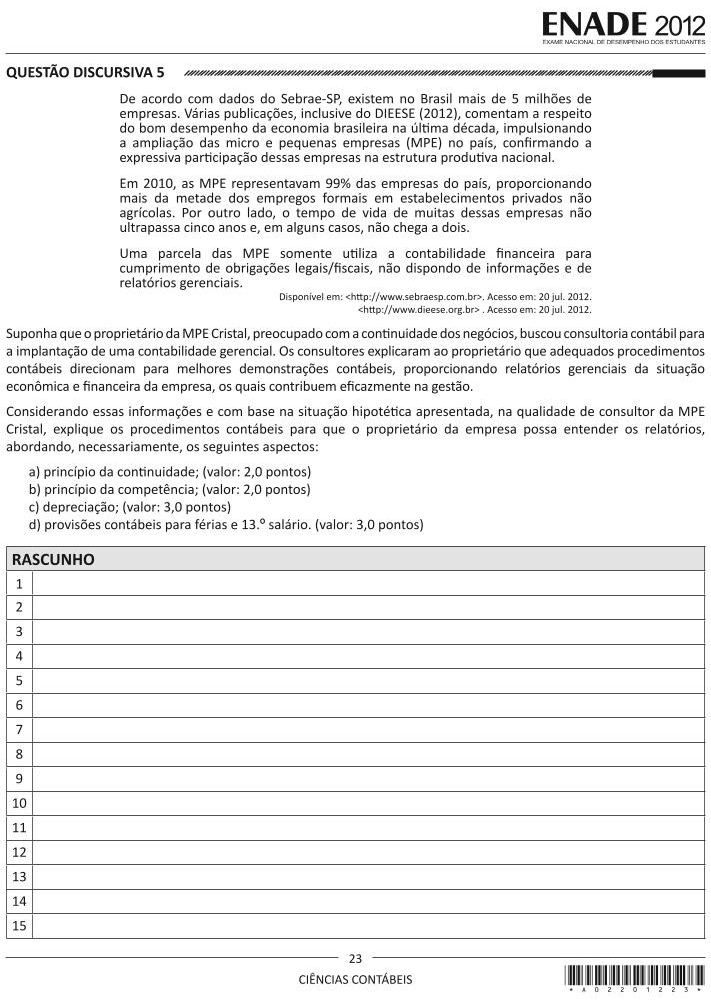 ENADE 2012
EXAME NACIONAL DE DESEMPENHO DOS ESTUDANTES
QUESTÃO DISCURSIVA 5
De acordo com dados do Sebrae-SP, existem no Brasil mais de 5 milhões de
empresas. Várias publicações, inclusive do DIEESE (2012), comentam a respeito
do bom desempenho da economia brasileira na última década, impulsionando
a ampliação das micro e pequenas empresas (MPE) no país, confirmando a
expressiva participação dessas empresas na estrutura produtiva nacional.
Em 2010, as MPE representavam 99% das empresas do país, proporcionando
mais da metade dos empregos formais em estabelecimentos privados não
agrícolas. Por outro lado, o tempo de vida de muitas dessas empresas não
ultrapassa cinco anos e, em alguns casos, não chega a dois.
Uma parcela das MPE somente utiliza a contabilidade financeira para
cumprimento de obrigações legais/fiscais, não dispondo de informações e de
relatórios gerenciais.
Disponível em: <http://www.sebraesp.com.br>. Acesso em: 20 jul. 2012.
<http://www.dieese.org.br> . Acesso em: 20 jul. 2012.
Suponha que o proprietário da MPE Cristal, preocupado com a continuidade dos negócios, buscou consultoria contábil para
a implantação de uma contabilidade gerencial. Os consultores explicaram ao proprietário que adequados procedimentos
contábeis direcionam para melhores demonstrações contábeis, proporcionando relatórios gerenciais da situação
econômica e financeira da empresa, os quais contribuem eficazmente na gestão.
Considerando essas informações e com base na situação hipotética apresentada, na qualidade de consultor da MPE
Cristal, explique os procedimentos contábeis para que o proprietário da empresa possa entender os relatórios,
abordando, necessariamente, os seguintes aspectos:
a) princípio da continuidade; (valor: 2,0 pontos)
b) princípio da competência; (valor: 2,0 pontos)
c) depreciação; (valor: 3,0 pontos)
d) provisões contábeis para férias e 13.º salário. (valor: 3,0 pontos)
RASCUNHO
1
2
3
4
5
6
7
8
9
10
11
12
13
14
15
23
CIÊNCIAS CONTÁBEIS
* A 0 2 2 0 1 2 2 3 *